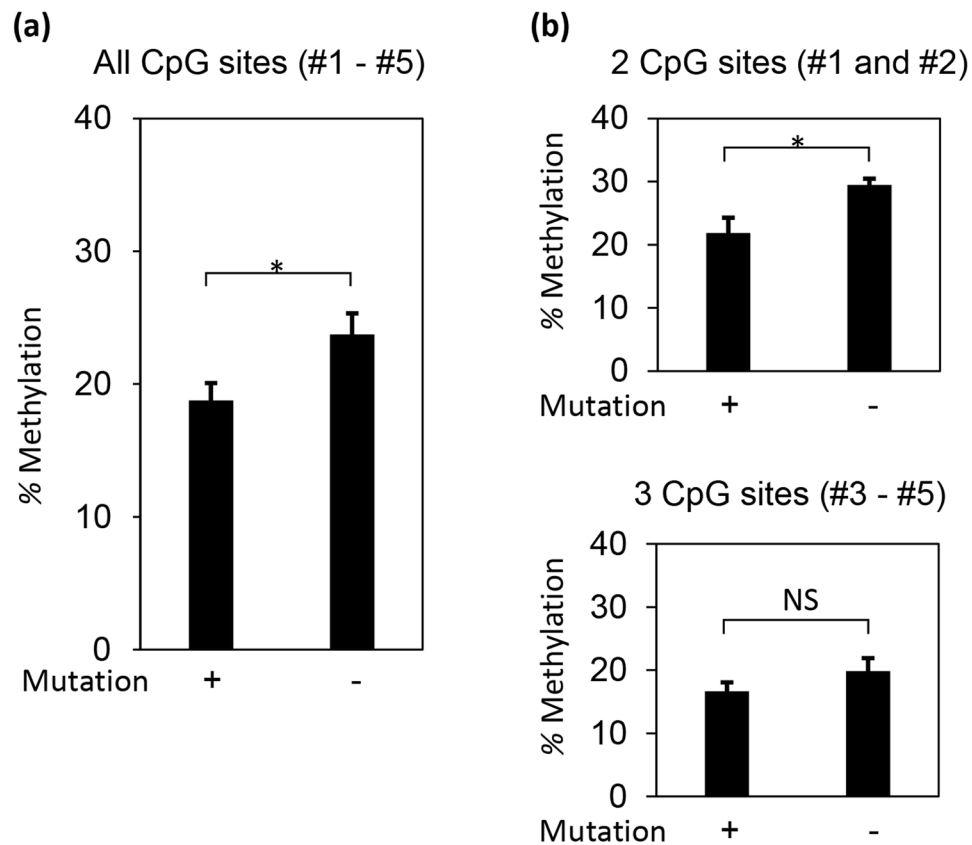 (a)
All CpG sites (#1 - #5)
% Methylation
40
30
20
10
0
*
Mutation + -
(b)
2 CpG sites (#1 and #2)
% Methylation
40
30
20
10
0
*
Mutation + -
3 CpG sites (#3 - #5)
% Methylation
40
30
20
10
0
NS
Mutation + -